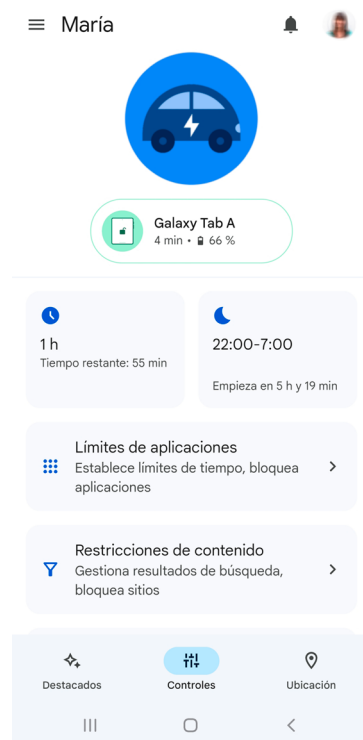 María
Galaxy Tab A
4 min • 66 %
1 h
Tiempo restante: 55 min
22:00-7:00
Empieza en 5 h y 19 min
Límites de aplicaciones
Establece límites de tiempo, bloquea
aplicaciones
Restricciones de contenido
Gestiona resultados de búsqueda,
bloquea sitios
Destacados
Controles
Ubicación